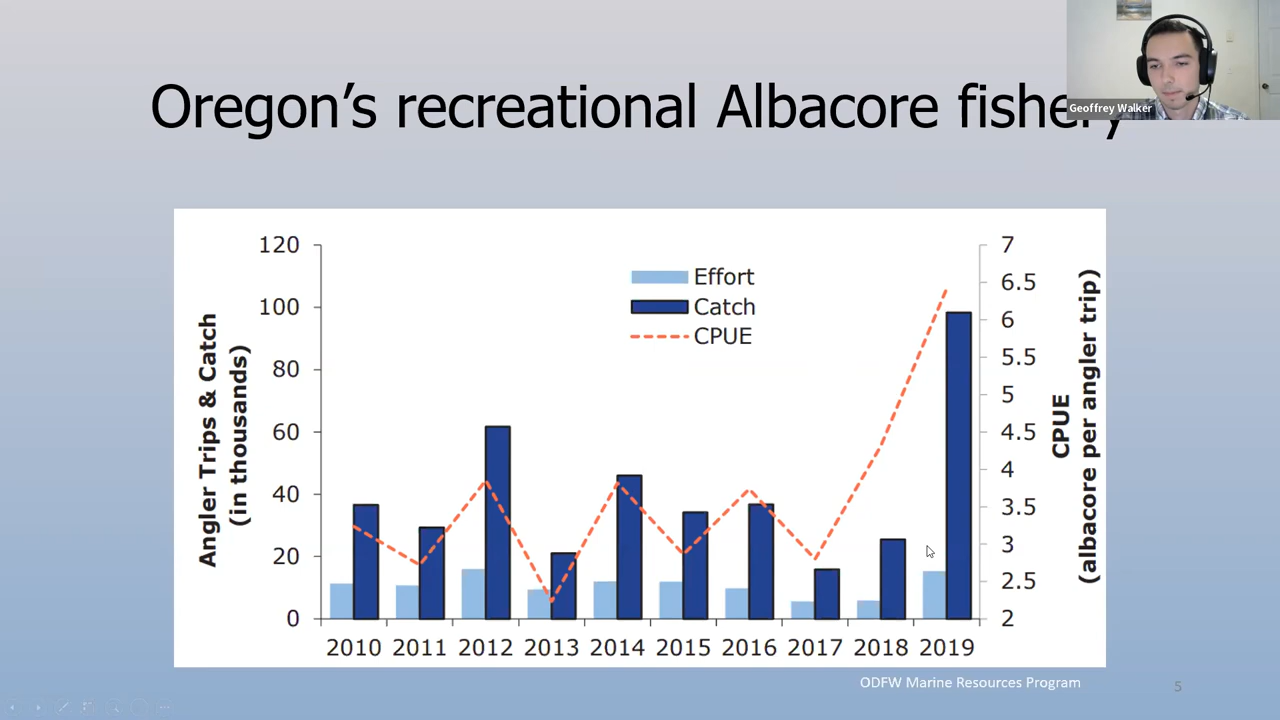 Oregon's recreational Albacore fishery
Geoffrey Walker
Angler Trips & Catch
(in thousands)
120
100
80
60
40
20
0
Effort
Catch
CPUE
7
6.5
6
5.5
5
4.5
4
3.5
3
2.5
2
CPUE
(albacore per angler trip)
2010 2011 2012 2013 2014 2015 2016 2017 2018 2019
ODFW Marine Resources Program
5